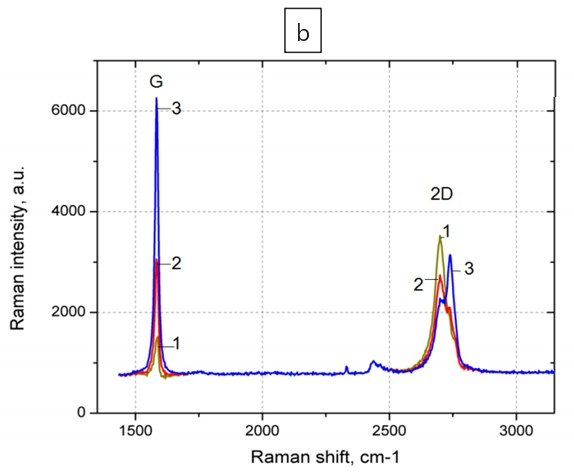 b
G
3
2
1
2D
1
2
3
6000
4000
2000
0
1500
2000
2500
3000
Raman intensity, a.u.
Raman shift, cm-1